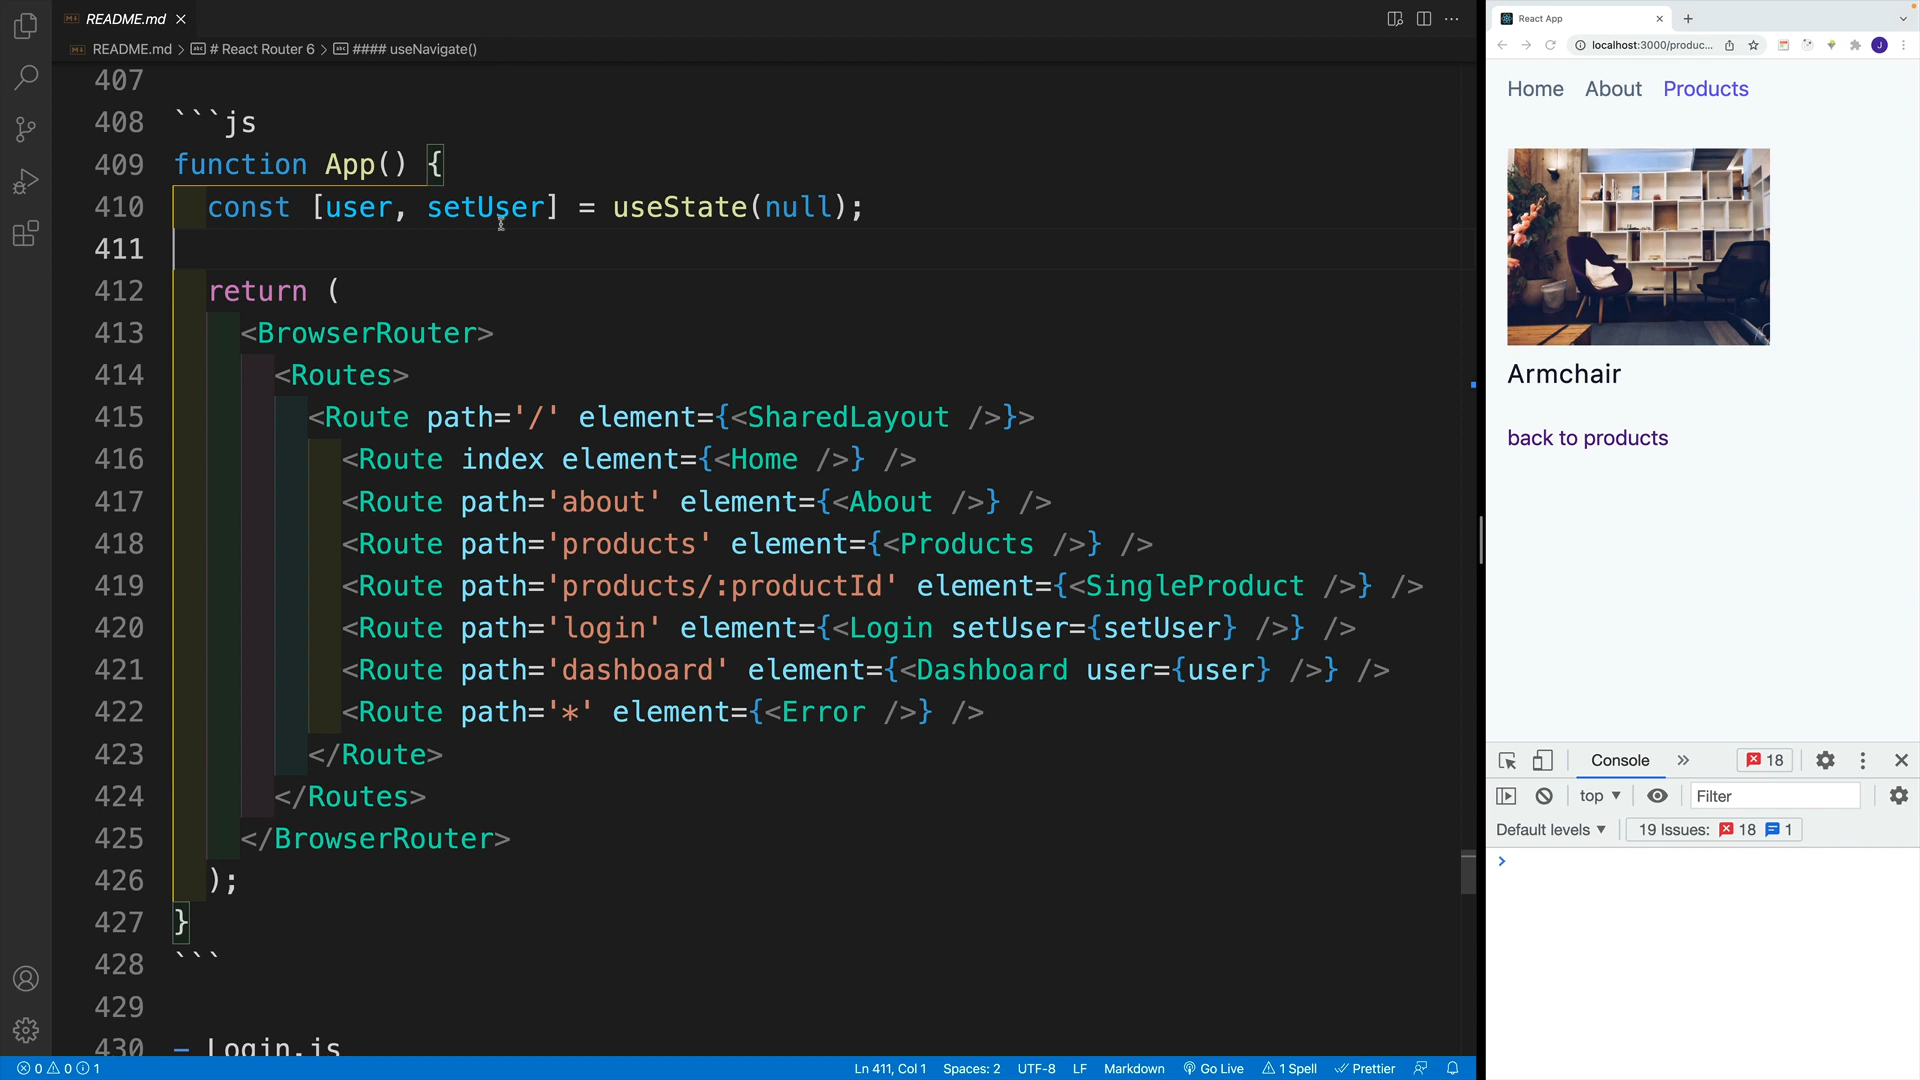 README.md
README.md > # React Router 6 > #### useNavigate()
407
408 ```js
409 function App() {
410 const [user, setUser] = useState(null);
411
412 return (
413 <BrowserRouter>
414 <Routes>
415 <Route path='/' element={<SharedLayout />}>
416 <Route index element={<Home />} />
417 <Route path='about' element={<About />} />
418 <Route path='products' element={<Products />} />
419 <Route path='products/:productId' element={<SingleProduct />} />
420 <Route path='login' element={<Login setUser={setUser} />} />
421 <Route path='dashboard' element={<Dashboard user={user} />} />
422 <Route path='*' element={<Error />} />
423 </Route>
424 </Routes>
425 </BrowserRouter>
426 );
427 }
428 ```
429
430 – Login.js
0 0 1
Ln 411, Col 1 Spaces: 2 UTF-8 LF Markdown Go Live 1 Spell Prettier
React App
localhost:3000/produc...
J
Home About Products
Armchair
back to products
Console 18
top Filter
Default levels 19 Issues: 18 1